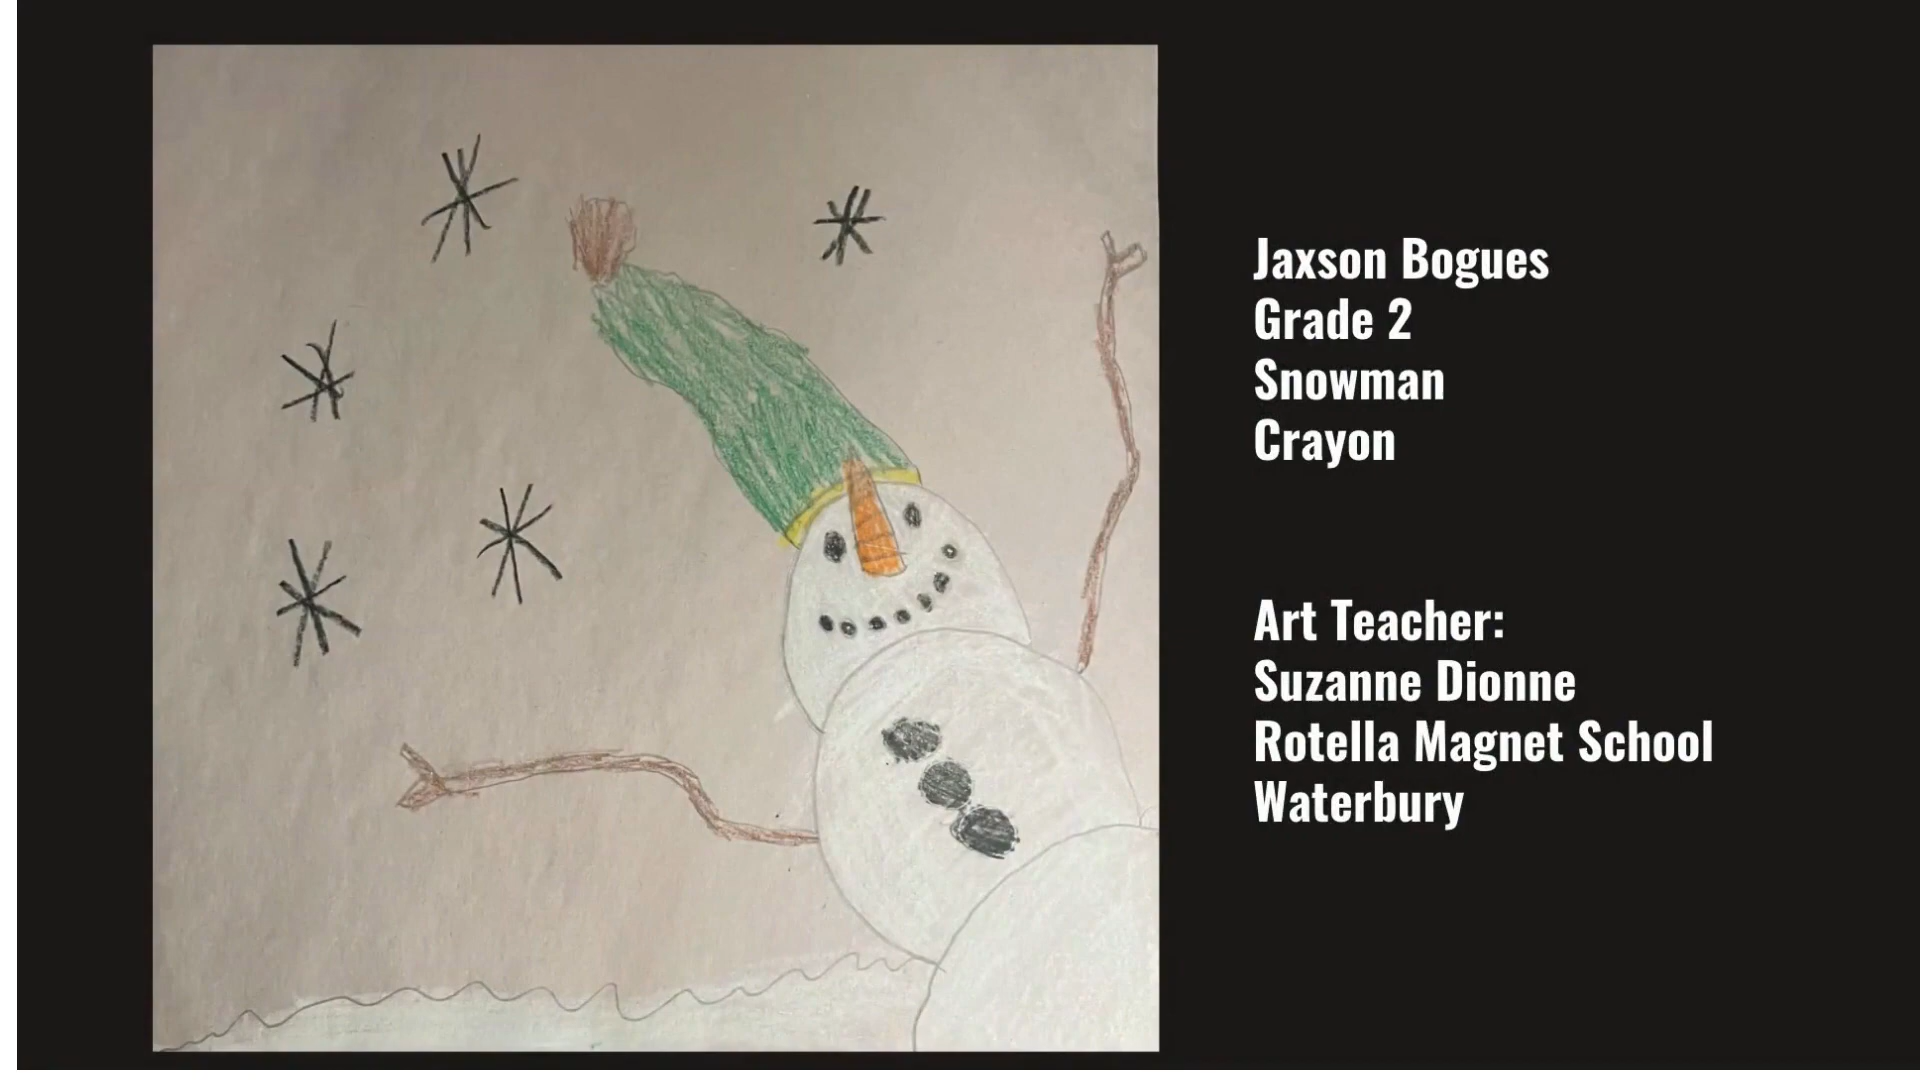 Jaxson Bogues
Grade 2
Snowman
Crayon
Art Teacher:
Suzanne Dionne
Rotella Magnet School
Waterbury